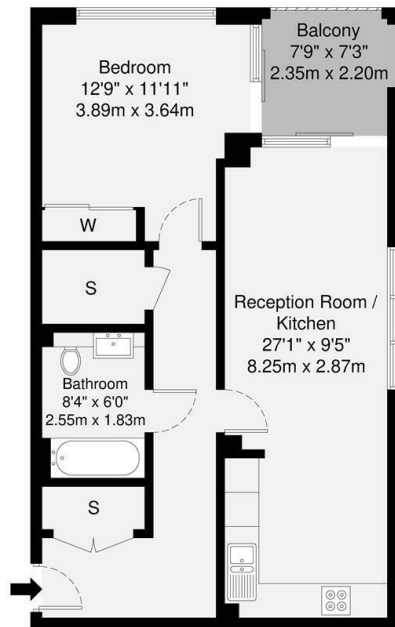 Balcony
7'9" x 7'3"
2.35m x 2.20m
Bedroom
12'9" x 11'11"
3.89m x 3.64m
W
S
Reception Room /
Kitchen
27'1" x 9'5"
8.25m x 2.87m
Bathroom
8'4" x 6'0"
2.55m x 1.83m
S